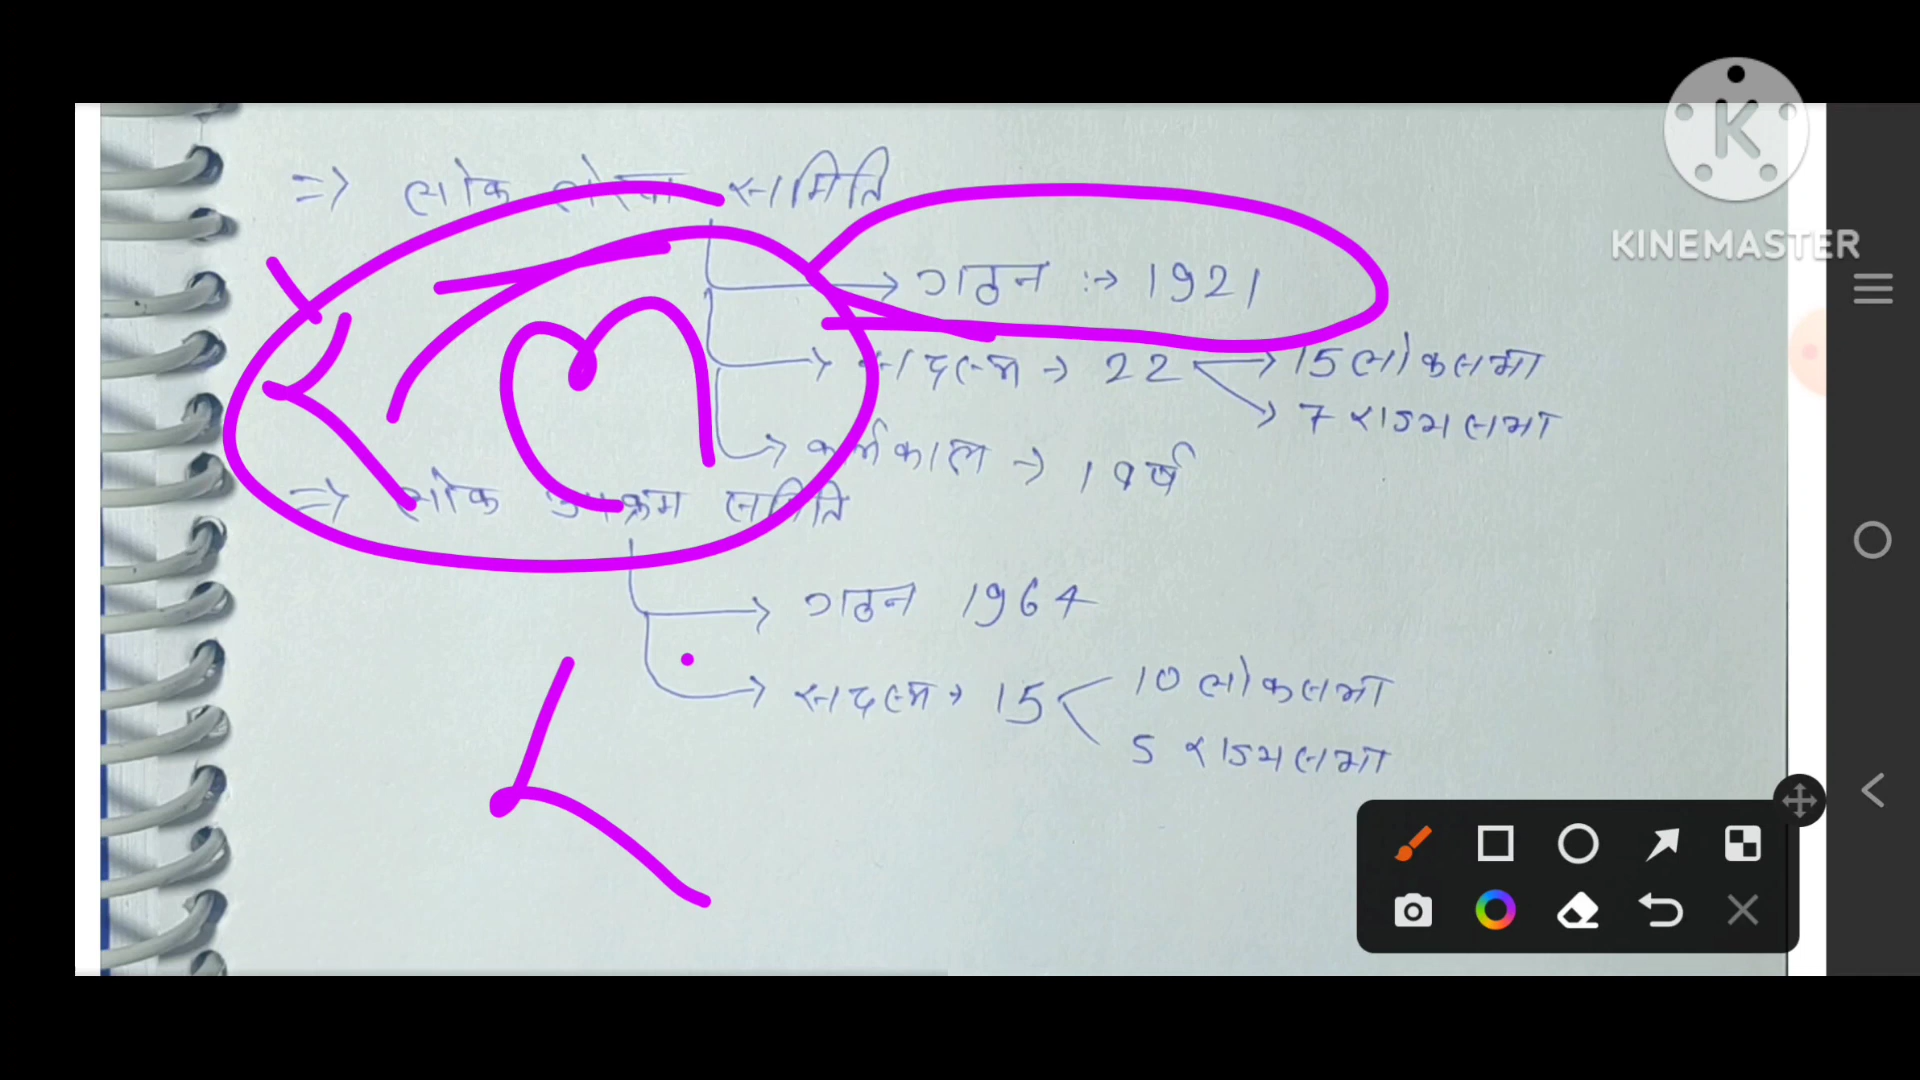 => लोक लेखा समिति
K
KINEMASTER
→ गठन :→ 1921
→ सदस्य → 22 → 15 लोकसभा
→ 7 राज्यसभा
→ कार्यकाल → 1 वर्ष
=> लोक उपक्रम समिति
→ गठन 1964
→ सदस्य → 15 < 10 लोकसभा
5 राज्यसभा